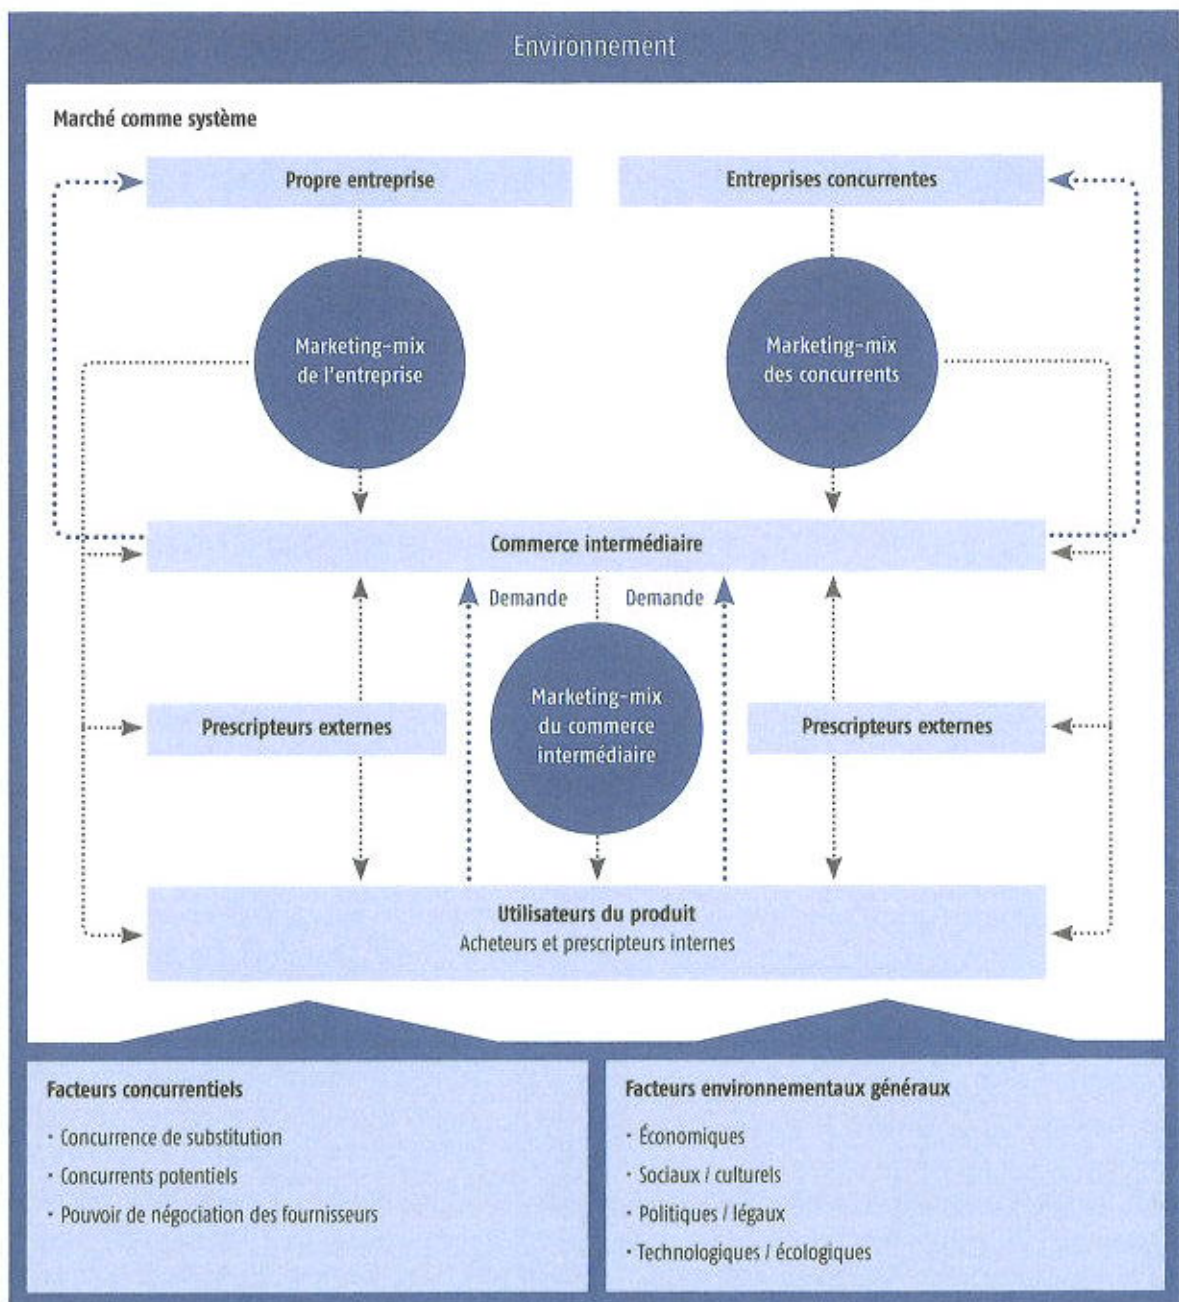 Environnement
Marché comme système
Propre entreprise
Entreprises concurrentes
Marketing-mix
de l'entreprise
Marketing-mix
des concurrents
Commerce intermédiaire
Demande
Demande
Prescripteurs externes
Marketing-mix
du commerce
intermédiaire
Prescripteurs externes
Utilisateurs du produit
Acheteurs et prescripteurs internes
Facteurs concurrentiels
· Concurrence de substitution
· Concurrents potentiels
· Pouvoir de négociation des fournisseurs
Facteurs environnementaux généraux
· Économiques
· Sociaux / culturels
· Politiques / légaux
· Technologiques / écologiques